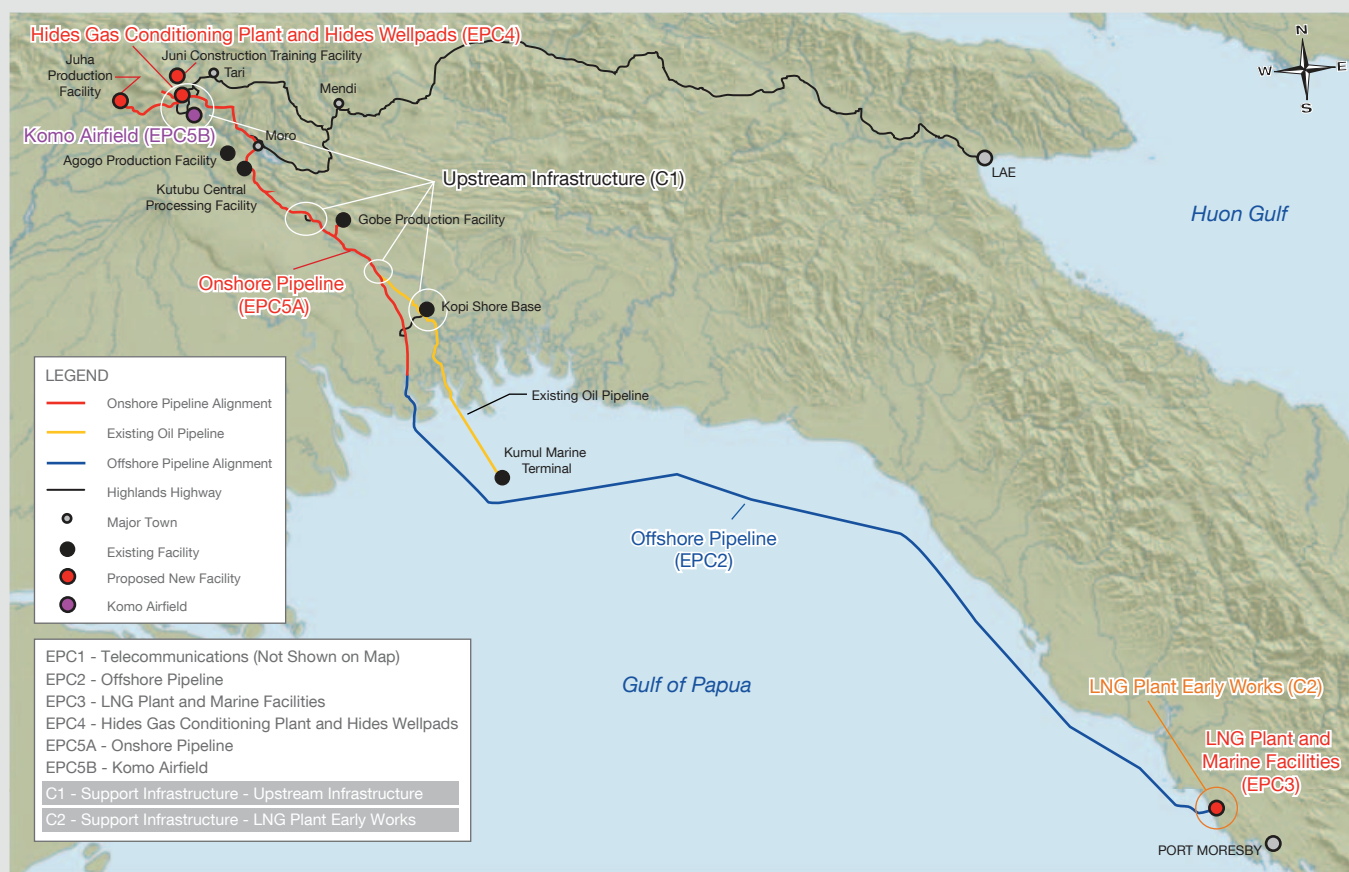 Hides Gas Conditioning Plant and Hides Wellpads (EPC4)
Juha
Production
Facility
Juni Construction Training Facility
Tari
Mendi
Komo Airfield (EPC5B)
Moro
Agogo Production Facility
Kutubu Central
Processing Facility
Upstream Infrastructure (C1)
Gobe Production Facility
Onshore Pipeline
(EPC5A)
Kopi Shore Base
N
W
E
S
LAE
Huon Gulf
LEGEND
Onshore Pipeline Alignment
Existing Oil Pipeline
Offshore Pipeline Alignment
Highlands Highway
Major Town
Existing Facility
Proposed New Facility
Komo Airfield
Existing Oil Pipeline
Kumul Marine
Terminal
Offshore Pipeline
(EPC2)
Gulf of Papua
EPC1 - Telecommunications (Not Shown on Map)
EPC2 - Offshore Pipeline
EPC3 - LNG Plant and Marine Facilities
EPC4 - Hides Gas Conditioning Plant and Hides Wellpads
EPC5A - Onshore Pipeline
EPC5B - Komo Airfield
C1 - Support Infrastructure - Upstream Infrastructure
C2 - Support Infrastructure - LNG Plant Early Works
LNG Plant Early Works (C2)
LNG Plant and
Marine Facilities
(EPC3)
PORT MORESBY